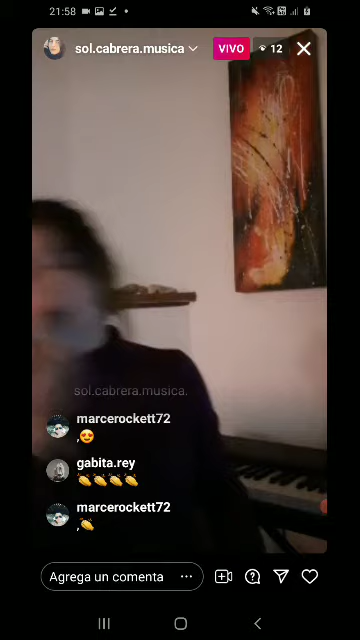 21:58
sol.cabrera.musica
VIVO
12
sol.cabrera.musica.
marcerockett72
,😍
gabita.rey
👏👏👏👏
marcerockett72
,👏
Agrega un comenta